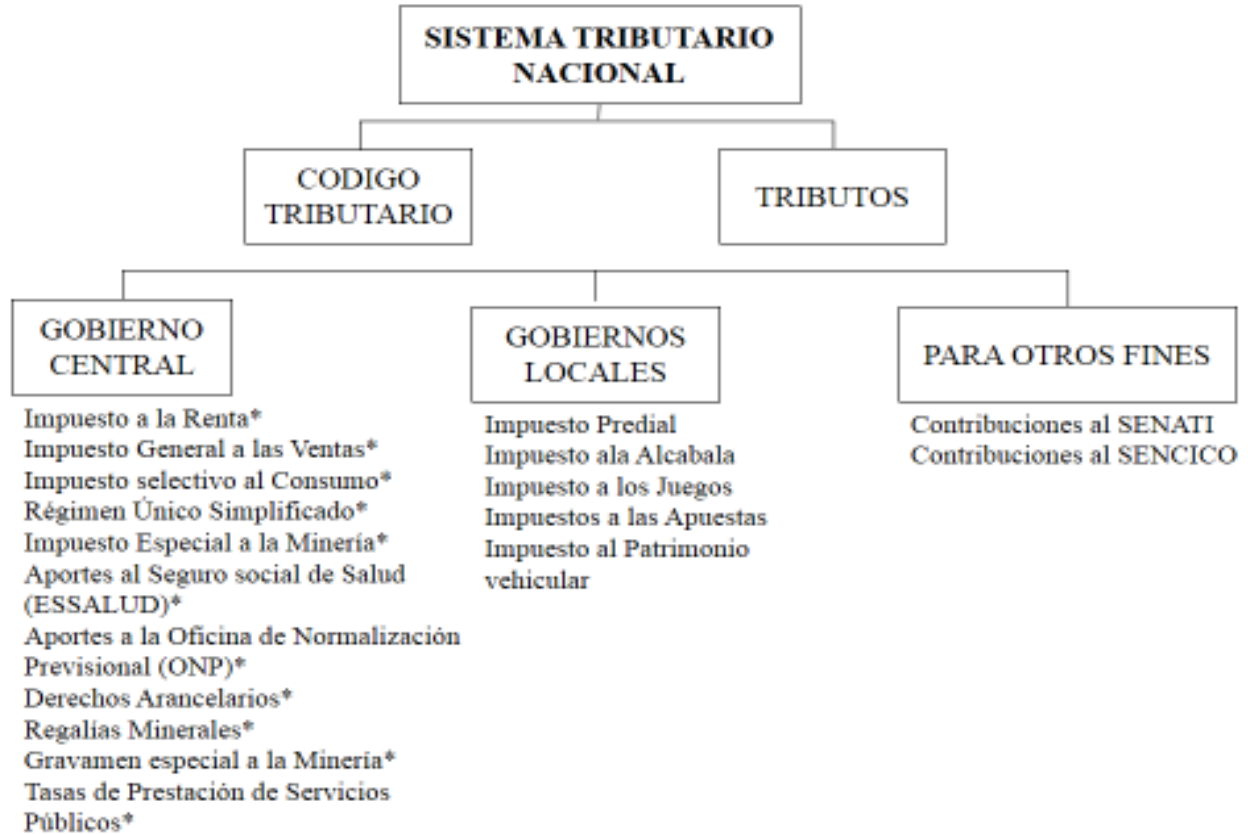 SISTEMA TRIBUTARIO
NACIONAL
CODIGO
TRIBUTARIO
TRIBUTOS
GOBIERNO
CENTRAL
Impuesto a la Renta*
Impuesto General a las Ventas*
Impuesto selectivo al Consumo*
Régimen Único Simplificado*
Impuesto Especial a la Minería*
Aportes al Seguro social de Salud
(ESSALUD)*
Aportes a la Oficina de Normalización
Previsional (ONP)*
Derechos Arancelarios*
Regalías Minerales*
Gravamen especial a la Minería*
Tasas de Prestación de Servicios
Públicos*
GOBIERNOS
LOCALES
Impuesto Predial
Impuesto ala Alcabala
Impuesto a los Juegos
Impuestos a las Apuestas
Impuesto al Patrimonio
vehicular
PARA OTROS FINES
Contribuciones al SENATI
Contribuciones al SENCICO